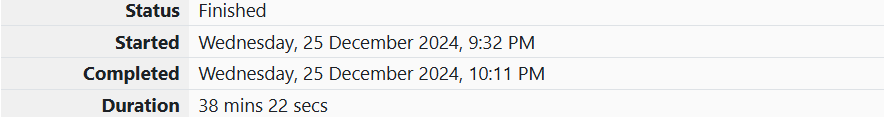 Status Finished
Started Wednesday, 25 December 2024, 9:32 PM
Completed Wednesday, 25 December 2024, 10:11 PM
Duration 38 mins 22 secs